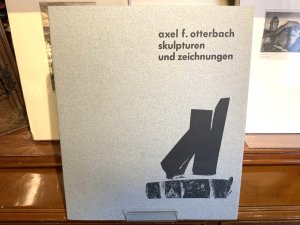 axel f. otterbach
skulpturen
und zeichnungen